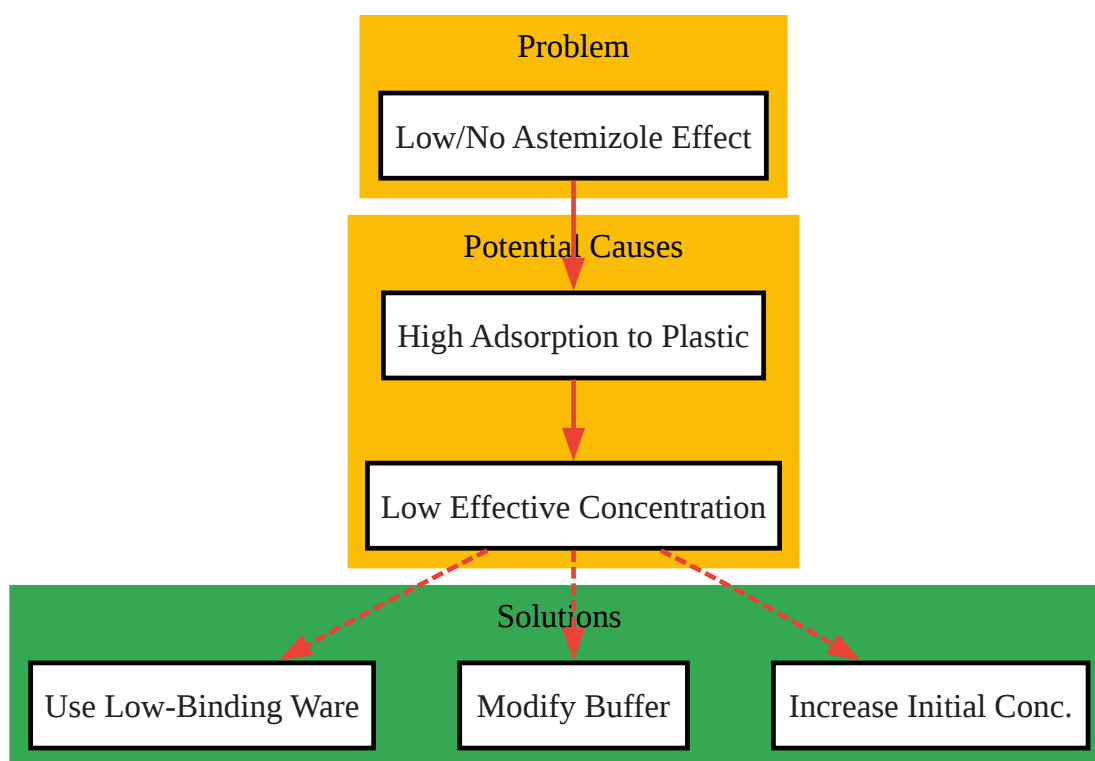 Problem
Low/No Astemizole Effect
Potential Causes
High Adsorption to Plastic
Low Effective Concentration
Solutions
Use Low-Binding Ware
Modify Buffer
Increase Initial Conc.